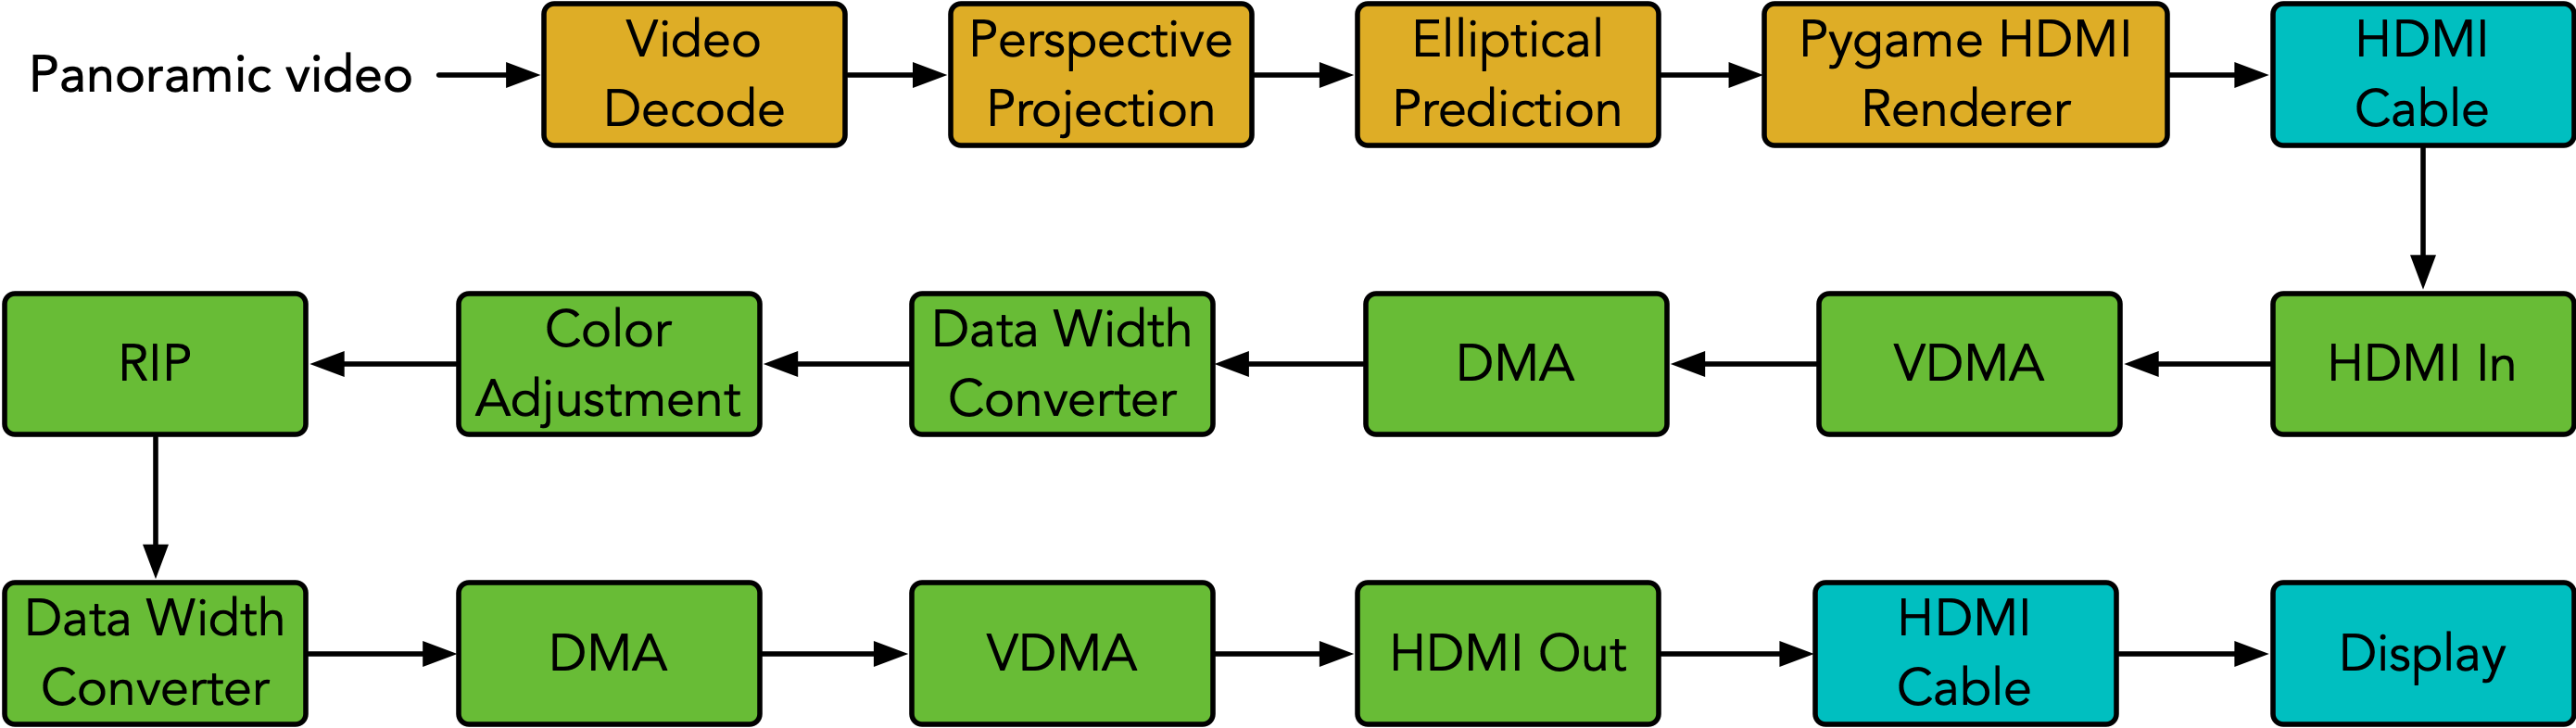 Panoramic video
Video
Decode
Perspective
Projection
Elliptical
Prediction
Pygame HDMI
Renderer
HDMI
Cable
RIP
Color
Adjustment
Data Width
Converter
DMA
VDMA
HDMI In
Data Width
Converter
DMA
VDMA
HDMI Out
HDMI
Cable
Display